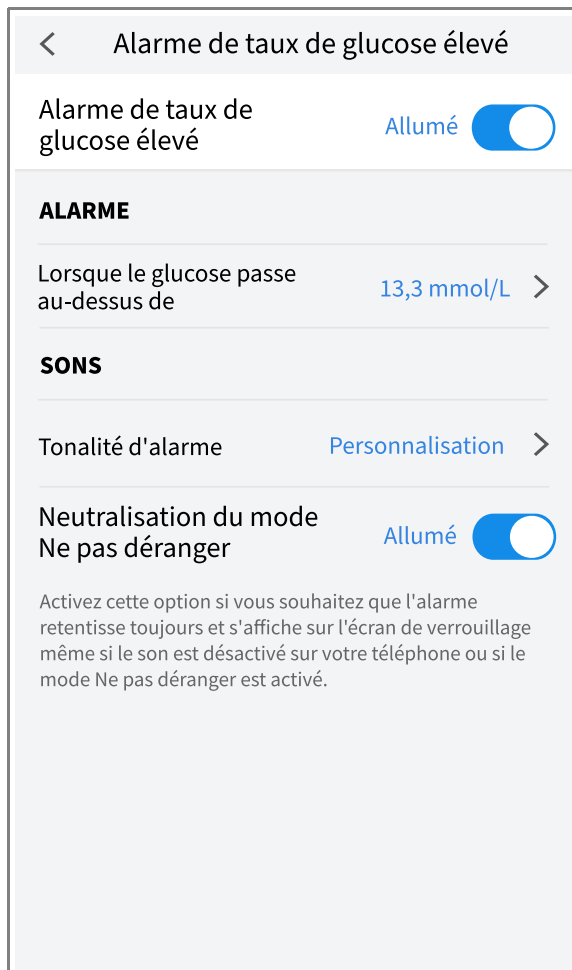 Alarme de taux de glucose élevé
Alarme de taux de
glucose élevé
Allumé
ALARME
Lorsque le glucose passe
au-dessus de
13,3 mmol/L
SONS
Tonalité d'alarme
Personnalisation
Neutralisation du mode
Ne pas déranger
Allumé
Activez cette option si vous souhaitez que l'alarme
retentisse toujours et s'affiche sur l'écran de verrouillage
même si le son est désactivé sur votre téléphone ou si le
mode Ne pas déranger est activé.